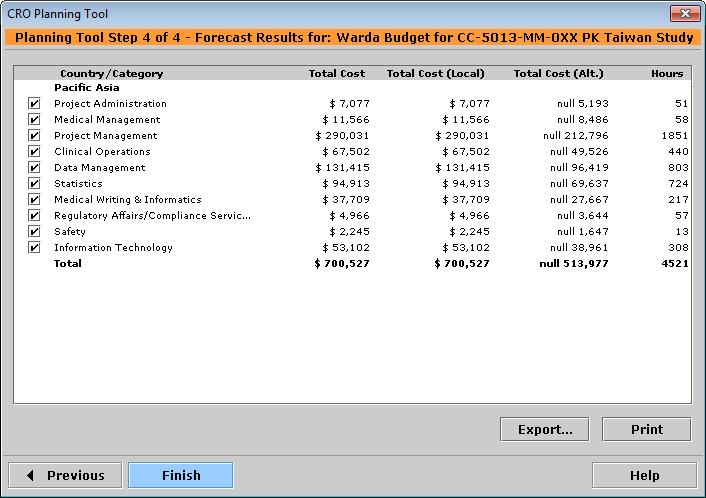 CRO Planning Tool
Planning Tool Step 4 of 4 - Forecast Results for: Warda Budget for CC-5013-MM-0XX PK Taiwan Study
Country/Category Total Cost Total Cost (Local) Total Cost (Alt.) Hours
Pacific Asia
Project Administration $ 7,077 $ 7,077 null 5,193 51
Medical Management $ 11,566 $ 11,566 null 8,486 58
Project Management $ 290,031 $ 290,031 null 212,796 1851
Clinical Operations $ 67,502 $ 67,502 null 49,526 440
Data Management $ 131,415 $ 131,415 null 96,419 803
Statistics $ 94,913 $ 94,913 null 69,637 724
Medical Writing & Informatics $ 37,709 $ 37,709 null 27,667 217
Regulatory Affairs/Compliance Servic... $ 4,966 $ 4,966 null 3,644 57
Safety $ 2,245 $ 2,245 null 1,647 13
Information Technology $ 53,102 $ 53,102 null 38,961 308
Total $ 700,527 $ 700,527 null 513,977 4521
Export... Print
Previous Finish Help